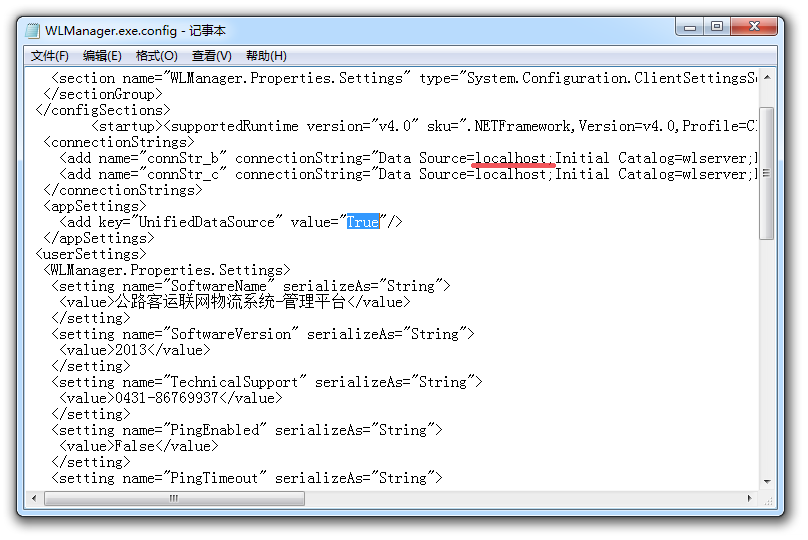 WLManager.exe.config - 记事本
文件(F) 编辑(E) 格式(O) 查看(V) 帮助(H)
<section name="WLManager.Properties.Settings" type="System.Configuration.ClientSettingsSe
</sectionGroup>
</configSections>
<startup><supportedRuntime version="v4.0" sku=".NETFramework,Version=v4.0,Profile=Cl
<connectionStrings>
<add name="connStr_b" connectionString="Data Source=localhost;Initial Catalog=wlserver;
<add name="connStr_c" connectionString="Data Source=localhost;Initial Catalog=wlserver;
</connectionStrings>
<appSettings>
<add key="UnifiedDataSource" value="True"/>
</appSettings>
<userSettings>
<WLManager.Properties.Settings>
<setting name="SoftwareName" serializeAs="String">
<value>公路客运联网物流系统-管理平台</value>
</setting>
<setting name="SoftwareVersion" serializeAs="String">
<value>2013</value>
</setting>
<setting name="TechnicalSupport" serializeAs="String">
<value>0431-86769937</value>
</setting>
<setting name="PingEnabled" serializeAs="String">
<value>False</value>
</setting>
<setting name="PingTimeout" serializeAs="String">